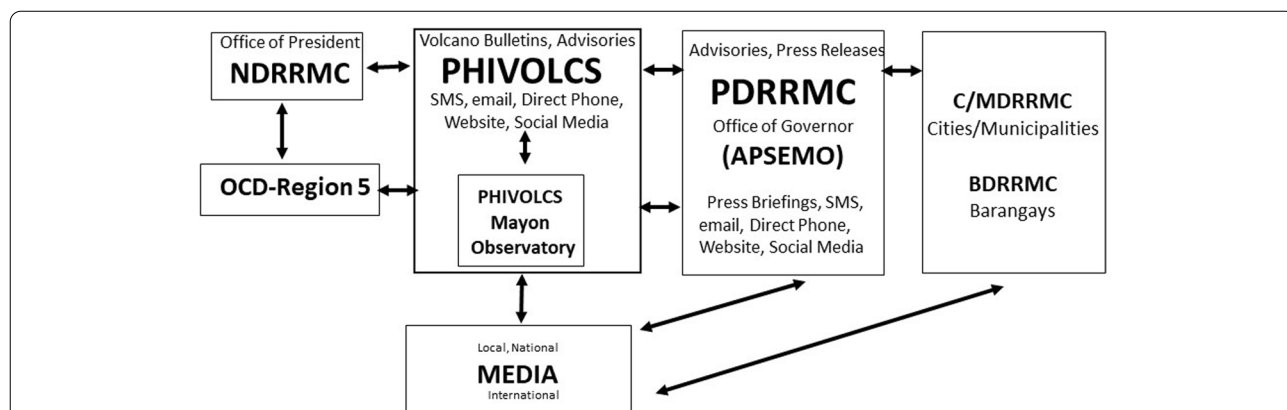 Office of President
NDRRMC
OCD-Region 5
Volcano Bulletins, Advisories
PHIVOLCS
SMS, email, Direct Phone,
Website, Social Media
PHIVOLCS
Mayon
Observatory
Advisories, Press Releases
PDRRMC
Office of Governor
(APSEMO)
Press Briefings, SMS,
email, Direct Phone,
Website, Social Media
C/MDRRMC
Cities/Municipalities
BDRRMC
Barangays
Local, National
MEDIA
International